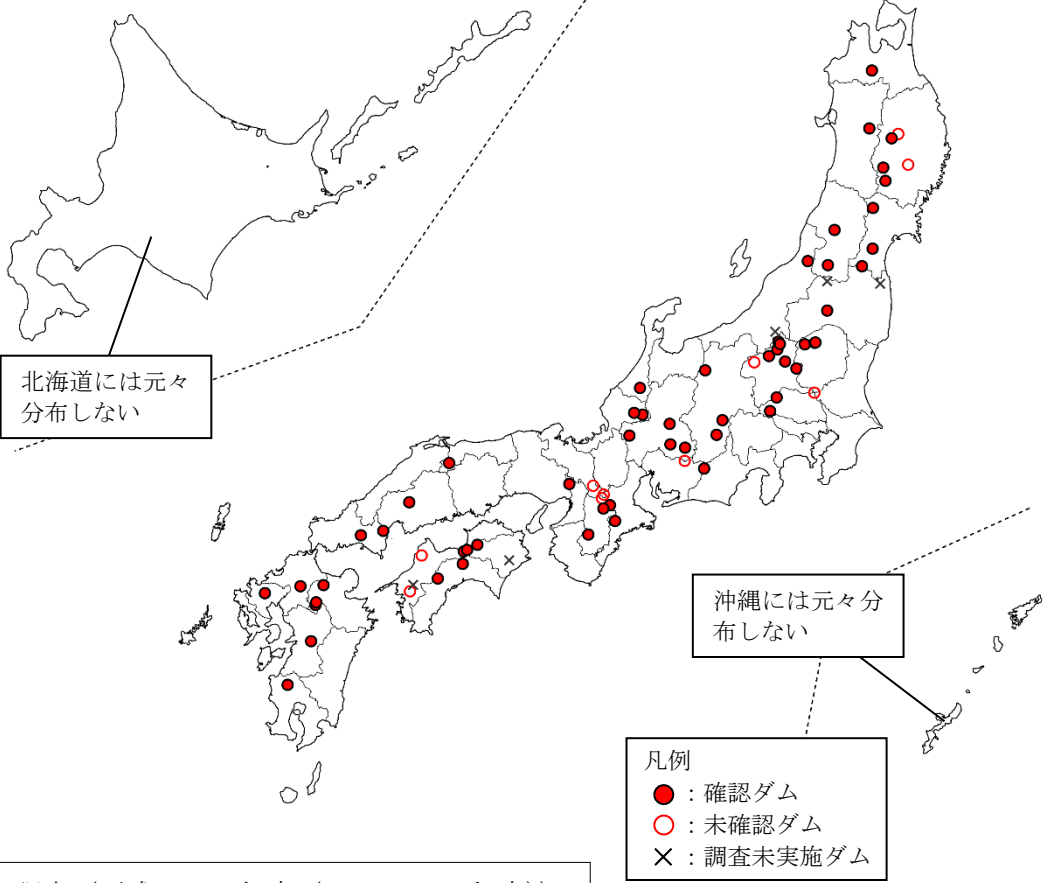 北海道には元々
分布しない
沖縄には元々分
布しない
凡例
：確認ダム
：未確認ダム
：調査未実施ダム